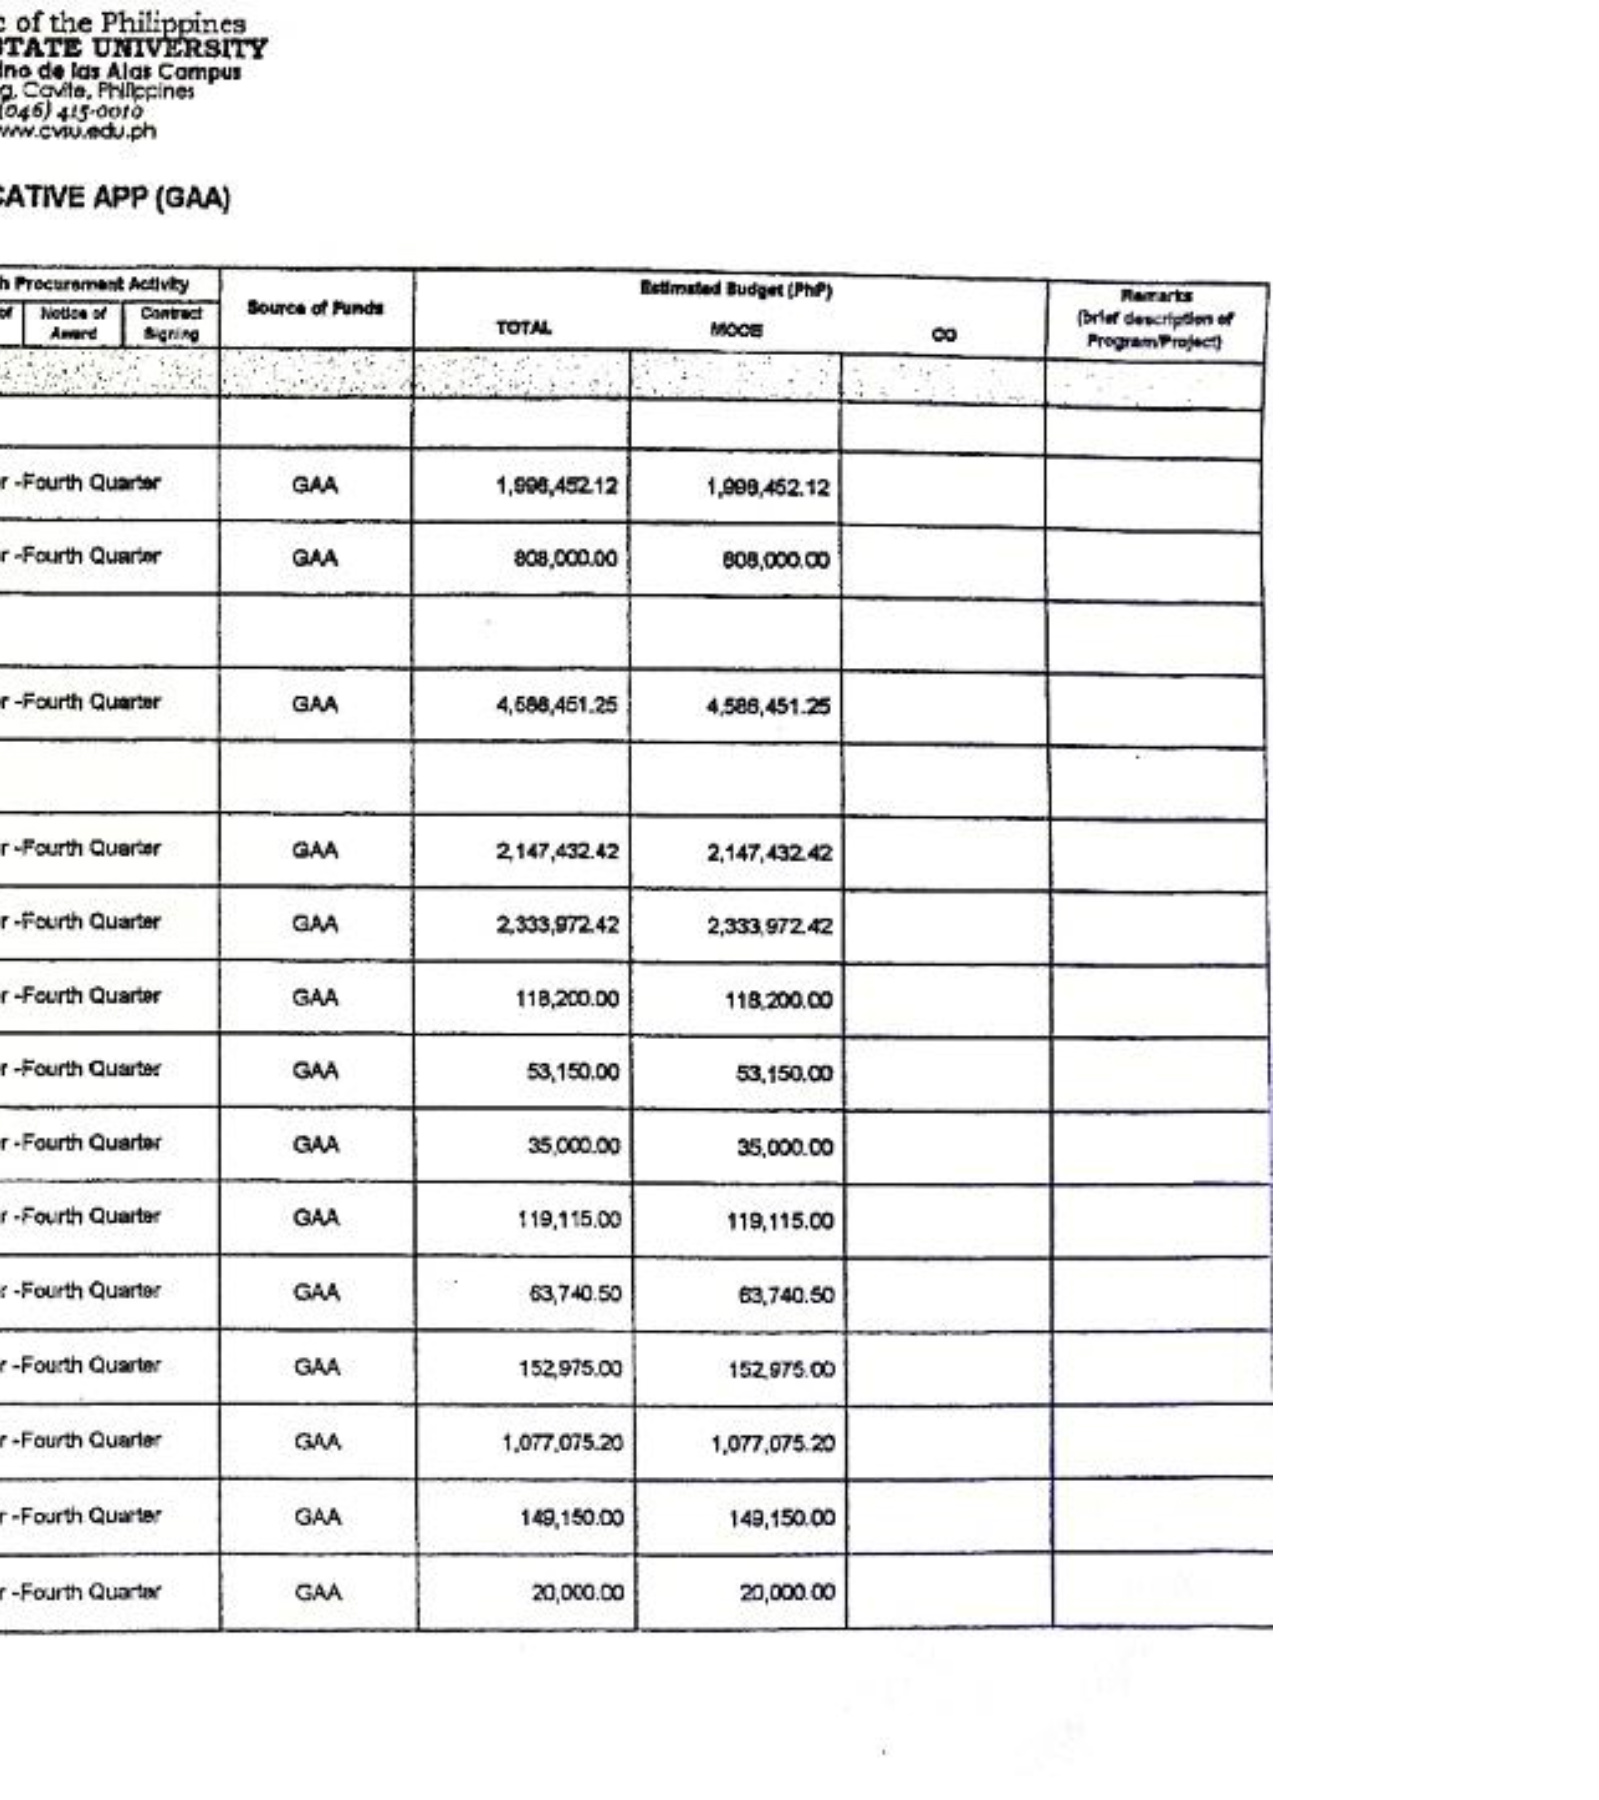 c of the Philippines
STATE UNIVERSITY
ino de las Alas Campus
g, Cavite, Philippines
(046) 415-0010
www.cvsu.edu.ph
CATIVE APP (GAA)
h Procurement Activity Source of Funds Estimated Budget (PhP) Remarks (brief description of Program/Project)
of Notice of Award Contract Signing TOTAL MOOE CO
r -Fourth Quarter GAA 1,998,452.12 1,998,452.12
r -Fourth Quarter GAA 808,000.00 808,000.00
r -Fourth Quarter GAA 4,586,451.25 4,586,451.25
r -Fourth Quarter GAA 2,147,432.42 2,147,432.42
r -Fourth Quarter GAA 2,333,972.42 2,333,972.42
r -Fourth Quarter GAA 118,200.00 118,200.00
r -Fourth Quarter GAA 53,150.00 53,150.00
r -Fourth Quarter GAA 35,000.00 35,000.00
r -Fourth Quarter GAA 119,115.00 119,115.00
r -Fourth Quarter GAA 63,740.50 63,740.50
r -Fourth Quarter GAA 152,975.00 152,975.00
r -Fourth Quarter GAA 1,077,075.20 1,077,075.20
r -Fourth Quarter GAA 149,150.00 149,150.00
r -Fourth Quarter GAA 20,000.00 20,000.00